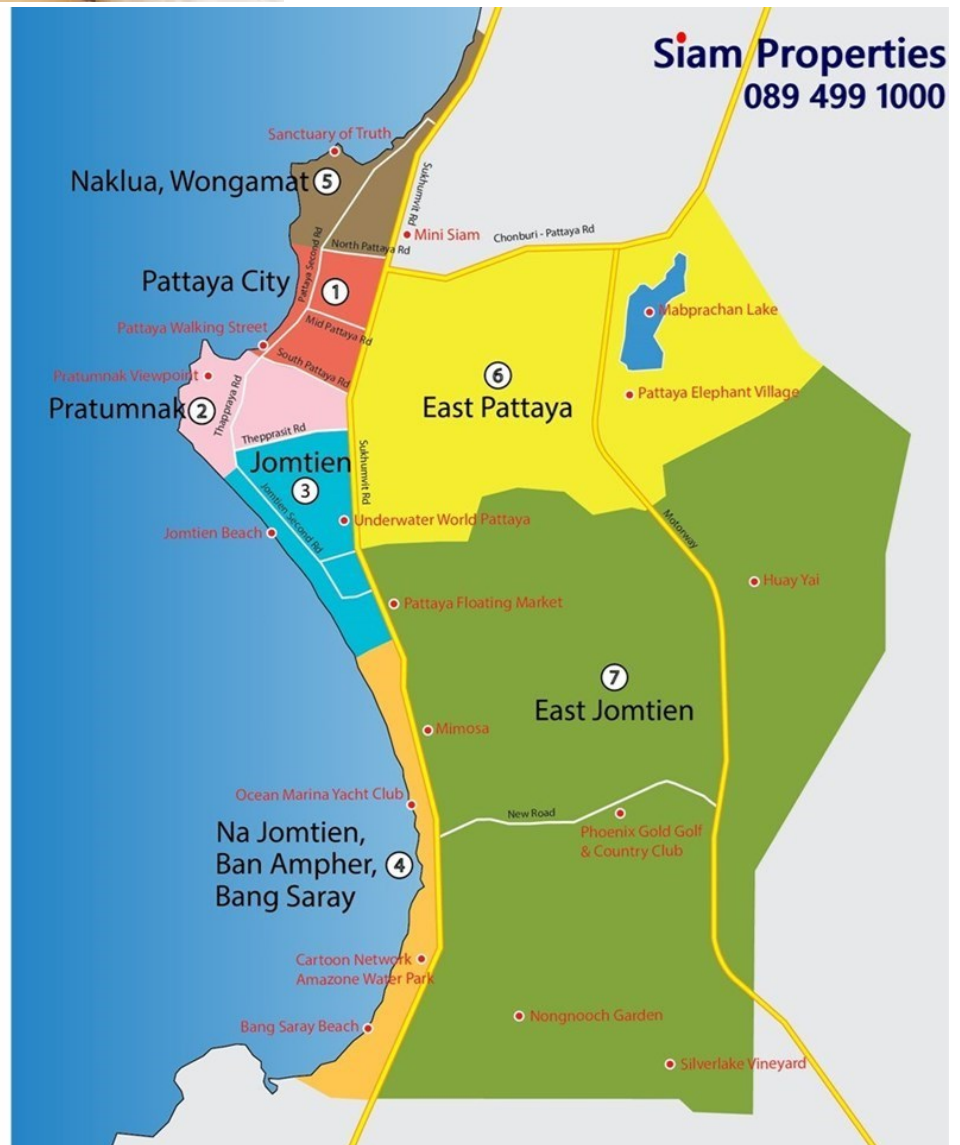 Siam Properties
089 499 1000
Sanctuary of Truth
Naklua, Wongamat 5
Sukhumvit Rd
Mini Siam
Chonburi - Pattaya Rd
North Pattaya Rd
Pattaya Second Rd
Pattaya City
1
Mabprachan Lake
Mid Pattaya Rd
Pattaya Walking Street
South Pattaya Rd
Pratumnak Viewpoint
6
Pattaya Elephant Village
Pratumnak 2
East Pattaya
Thappraya Rd
Thepprasit Rd
Jomtien
3
Sukhumvit Rd
Jomtien Second Rd
Underwater World Pattaya
Jomtien Beach
Motorway
Huay Yai
Pattaya Floating Market
7
East Jomtien
Mimosa
Ocean Marina Yacht Club
New Road
Phoenix Gold Golf
& Country Club
Na Jomtien,
Ban Ampher, 4
Bang Saray
Cartoon Network
Amazone Water Park
Nongnooch Garden
Bang Saray Beach
Silverlake Vineyard